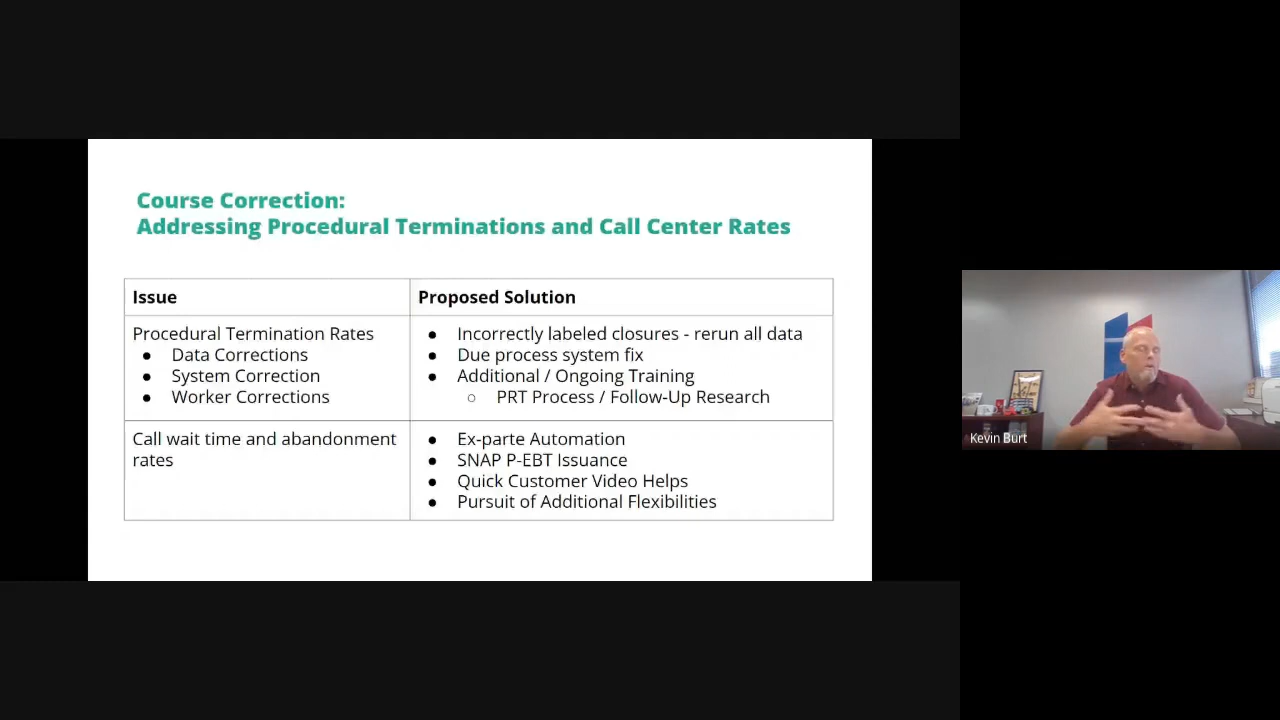 Course Correction:
Addressing Procedural Terminations and Call Center Rates
Issue
Proposed Solution
Procedural Termination Rates
● Data Corrections
● System Correction
● Worker Corrections
● Incorrectly labeled closures - rerun all data
● Due process system fix
● Additional / Ongoing Training
○ PRT Process / Follow-Up Research
Call wait time and abandonment
rates
● Ex-parte Automation
● SNAP P-EBT Issuance
● Quick Customer Video Helps
● Pursuit of Additional Flexibilities
Kevin Burt